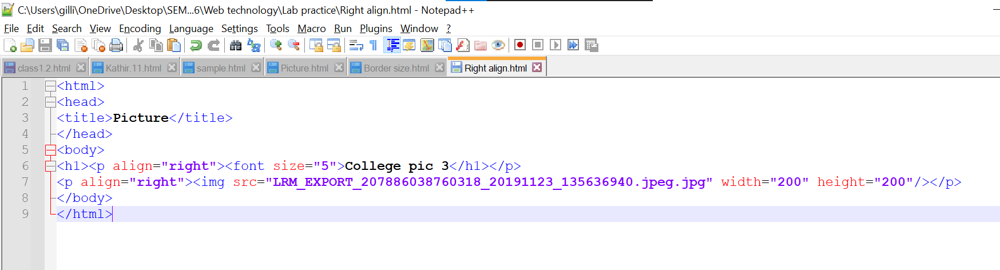 C:\Users\gilli\OneDrive\Desktop\SEM...6\Web technology\Lab practice\Right align.html - Notepad++
File Edit Search View Encoding Language Settings Tools Macro Run Plugins Window ?
class1.2.html Kathir.11.html sample.html Picture.html Border size.html Right align.html
1 <html>
2 <head>
3 <title>Picture</title>
4 </head>
5 <body>
6 <h1><p align="right"><font size="5">College pic 3</h1></p>
7 <p align="right"><img src="LRM_EXPORT_207886038760318_20191123_135636940.jpeg.jpg" width="200" height="200"/></p>
8 </body>
9 </html>